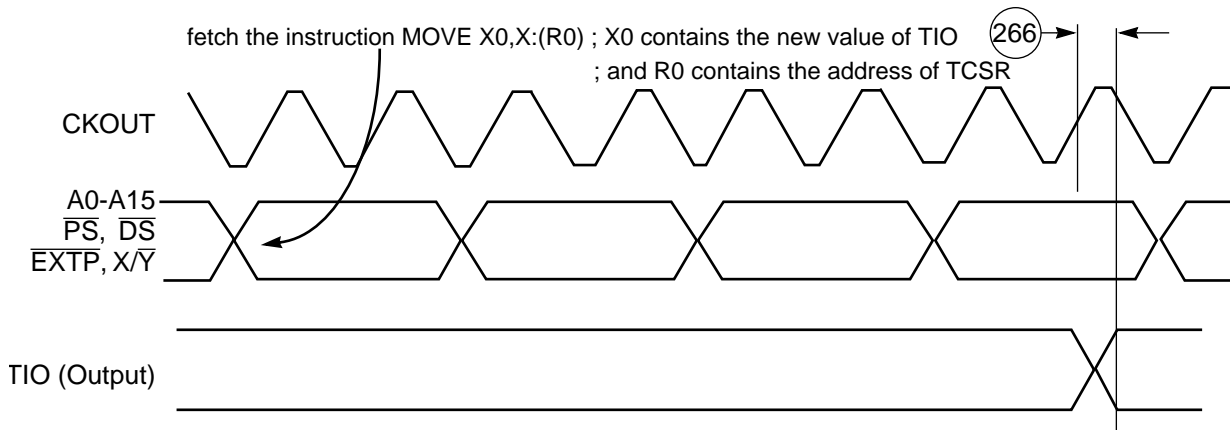 fetch the instruction MOVE X0,X:(R0) ; X0 contains the new value of TIO
266
; and R0 contains the address of TCSR
CKOUT
A0-A15
PS, DS
EXTP, X/Y
TIO (Output)